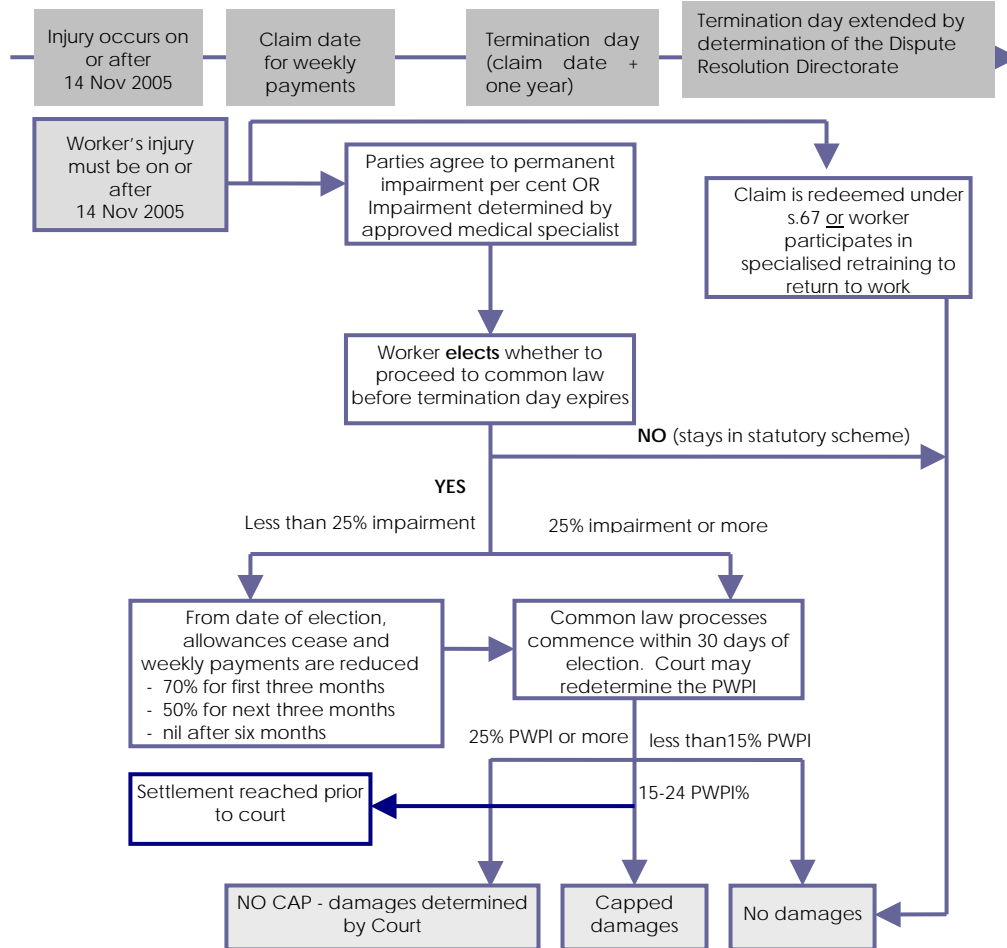 Injury occurs on
or after
14 Nov 2005
Claim date
for weekly
payments
Termination day
(claim date +
one year)
Termination day extended by
determination of the Dispute
Resolution Directorate
Worker's injury
must be on or
after
14 Nov 2005
Parties agree to permanent
impairment per cent OR
Impairment determined by
approved medical specialist
Claim is redeemed under
s.67 or worker
participates in
specialised retraining to
return to work
Worker elects whether to
proceed to common law
before termination day expires
NO (stays in statutory scheme)
YES
Less than 25% impairment
25% impairment or more
From date of election,
allowances cease and
weekly payments are reduced
- 70% for first three months
- 50% for next three months
- nil after six months
Common law processes
commence within 30 days of
election. Court may
redetermine the PWPI
25% PWPI or more
less than15% PWPI
15-24 PWPI%
Settlement reached prior
to court
NO CAP - damages determined
by Court
Capped
damages
No damages